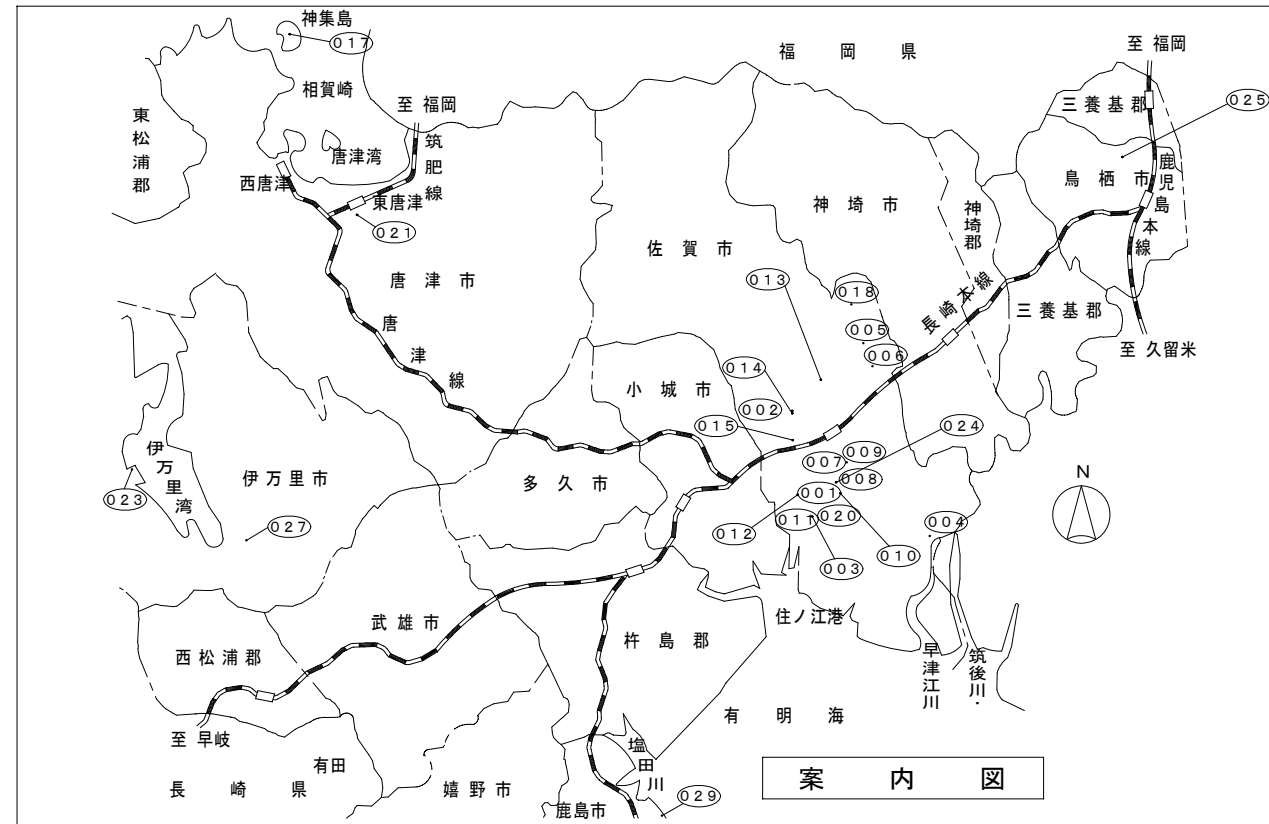 神集島
017
福岡県
至 福岡
相賀崎
至 福岡
三養基郡
025
東松浦郡
筑肥線
唐津湾
西唐津
東唐津
021
鳥栖市
鹿児島本線
神埼市
神埼郡
佐賀市
013
018
唐津市
長崎本線
三養基郡
005
至 久留米
006
唐津線
014
小城市
002
015
024
009
007
伊万里湾
伊万里市
多久市
008
001
023
N
027
012
011
020
010
004
003
住ノ江港
武雄市
杵島郡
西松浦郡
早津江川
筑後川
有明海
至 早岐
塩田川
有田
案内図
長崎県
嬉野市
鹿島市
029